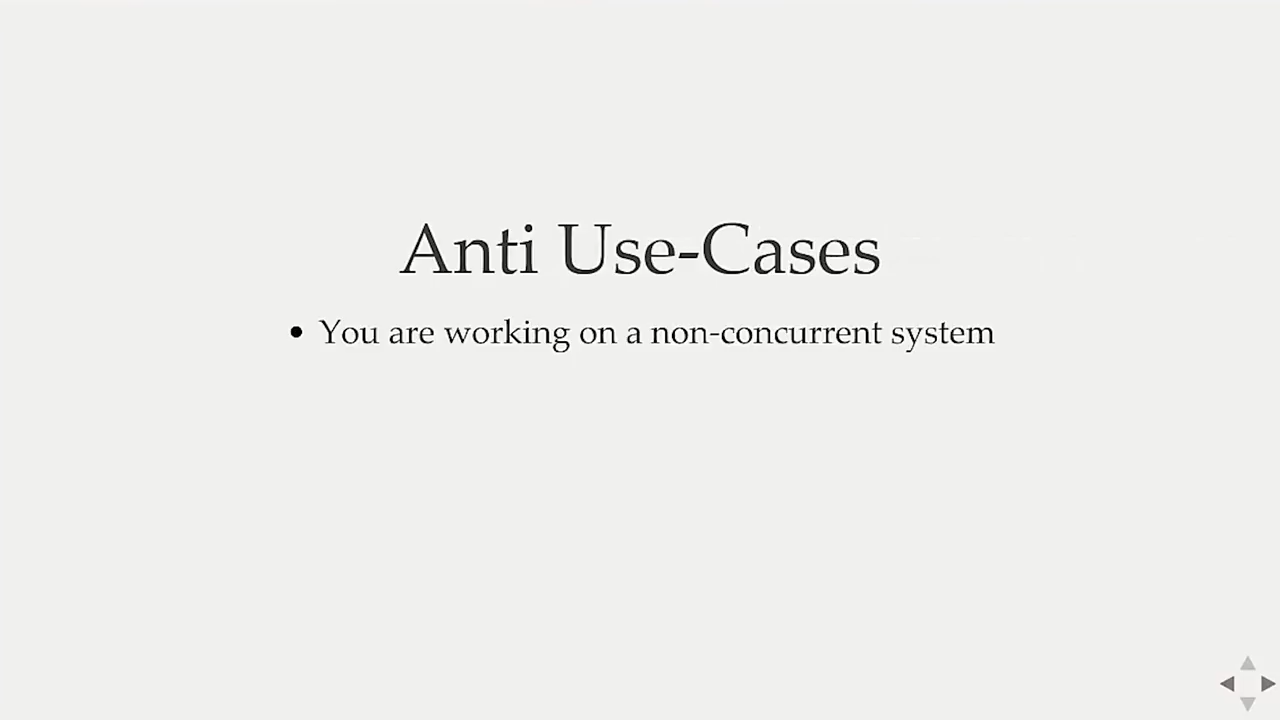 Anti Use-Cases
• You are working on a non-concurrent system